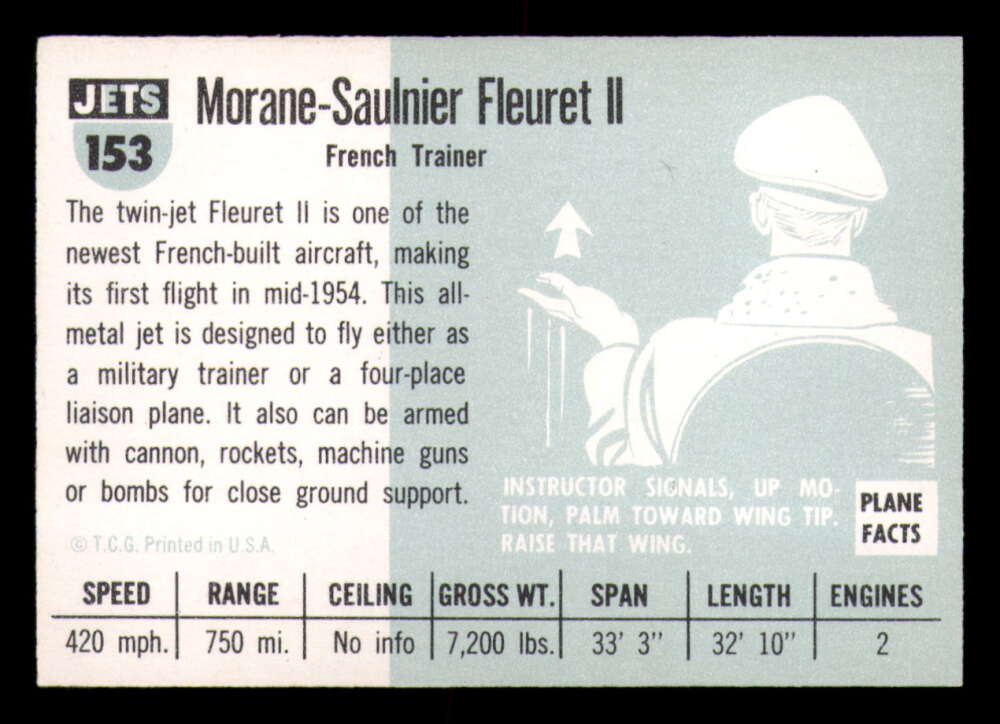 JETS
153
Morane-Saulnier Fleuret II
French Trainer
The twin-jet Fleuret II is one of the
newest French-built aircraft, making
its first flight in mid-1954. This all-
metal jet is designed to fly either as
a military trainer or a four-place
liaison plane. It also can be armed
with cannon, rockets, machine guns
or bombs for close ground support.
© T.C.G. Printed in U.S.A.
INSTRUCTOR SIGNALS, UP MO-
TION, PALM TOWARD WING TIP.
RAISE THAT WING.
PLANE
FACTS
SPEED RANGE CEILING GROSS WT. SPAN LENGTH ENGINES
420 mph. 750 mi. No info 7,200 lbs. 33' 3" 32' 10" 2